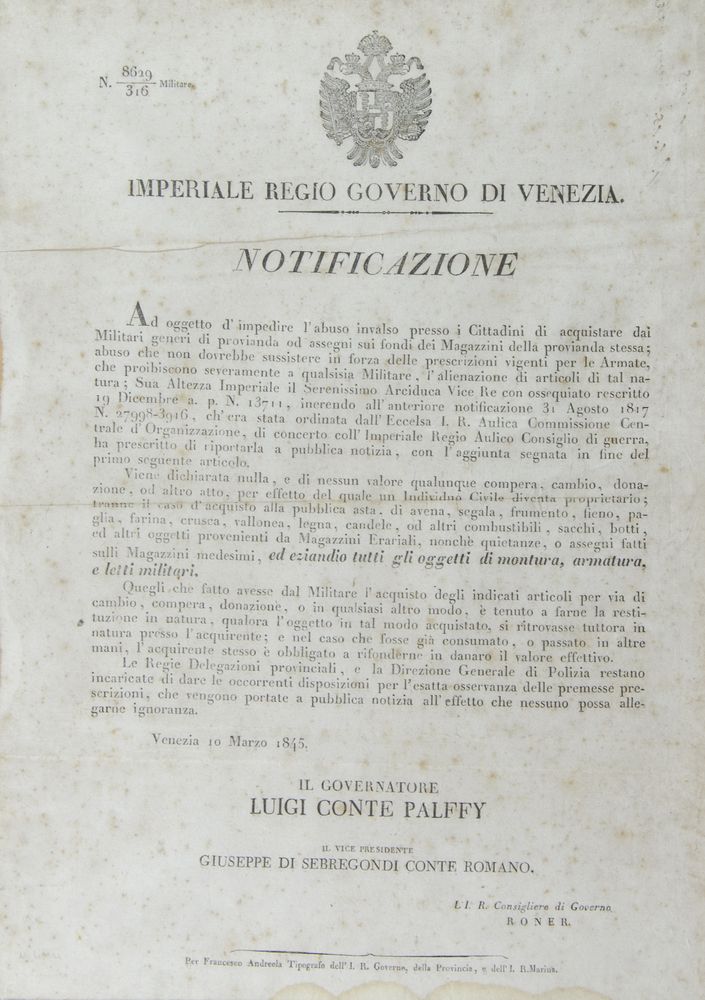 N. 8629/316 Militare.
IMPERIALE REGIO GOVERNO DI VENEZIA.
NOTIFICAZIONE
Ad oggetto d'impedire l'abuso invalso presso i Cittadini di acquistare dai
Militari generi di provianda od assegni sui fondi dei Magazzini della provianda stessa;
abuso che non dovrebbe sussistere in forza delle prescrizioni vigenti per le Armate,
che proibiscono severamente a qualsisia Militare, l'alienazione di articoli di tal na-
tura; Sua Altezza Imperiale il Serenissimo Arciduca Vice Re con ossequiato rescritto
19 Dicembre a. p. N. 13711, inerendo all'anteriore notificazione 31 Agosto 1817
N. 27998-3916, ch'era stata ordinata dall'Eccelsa I. R. Aulica Commissione Cen-
trale d'Organizzazione, di concerto coll'Imperiale Regio Aulico Consiglio di guerra,
ha prescritto di riportarla a pubblica notizia, con l'aggiunta segnata in fine del
primo seguente articolo.
Viene dichiarata nulla, e di nessun valore qualunque compera, cambio, dona-
zione, od altro atto, per effetto del quale un Individuo Civile diventa proprietario;
tranne il caso d'acquisto alla pubblica asta, di avena, segala, frumento, fieno, pa-
glia, farina, crusca, vallonea, legna, candele, od altri combustibili, sacchi, botti,
ed altri oggetti provenienti da Magazzini Erariali, nonchè quietanze, o assegni fatti
sulli Magazzini medesimi, ed eziandio tutti gli oggetti di montura, armatura,
e letti militari.
Quegli che fatto avesse dal Militare l'acquisto degli indicati articoli per via di
cambio, compera, donazione, o in qualsiasi altro modo, è tenuto a farne la resti-
tuzione in natura, qualora l'oggetto in tal modo acquistato, si ritrovasse tuttora in
natura presso l'acquirente; e nel caso che fosse già consumato, o passato in altre
mani, l'acquirente stesso è obbligato a rifonderne in danaro il valore effettivo.
Le Regie Delegazioni provinciali, e la Direzione Generale di Polizia restano
incaricate di dare le occorrenti disposizioni per l'esatta osservanza delle premesse pre-
scrizioni, che vengono portate a pubblica notizia all'effetto che nessuno possa alle-
garne ignoranza.
Venezia 10 Marzo 1845.
IL GOVERNATORE
LUIGI CONTE PALFFY
IL VICE PRESIDENTE
GIUSEPPE DI SEBREGONDI CONTE ROMANO.
L'I. R. Consigliere di Governo
RONER.
Per Francesco Andreola Tipografo dell'I. R. Governo, della Provincia, e dell'I. R. Marina.